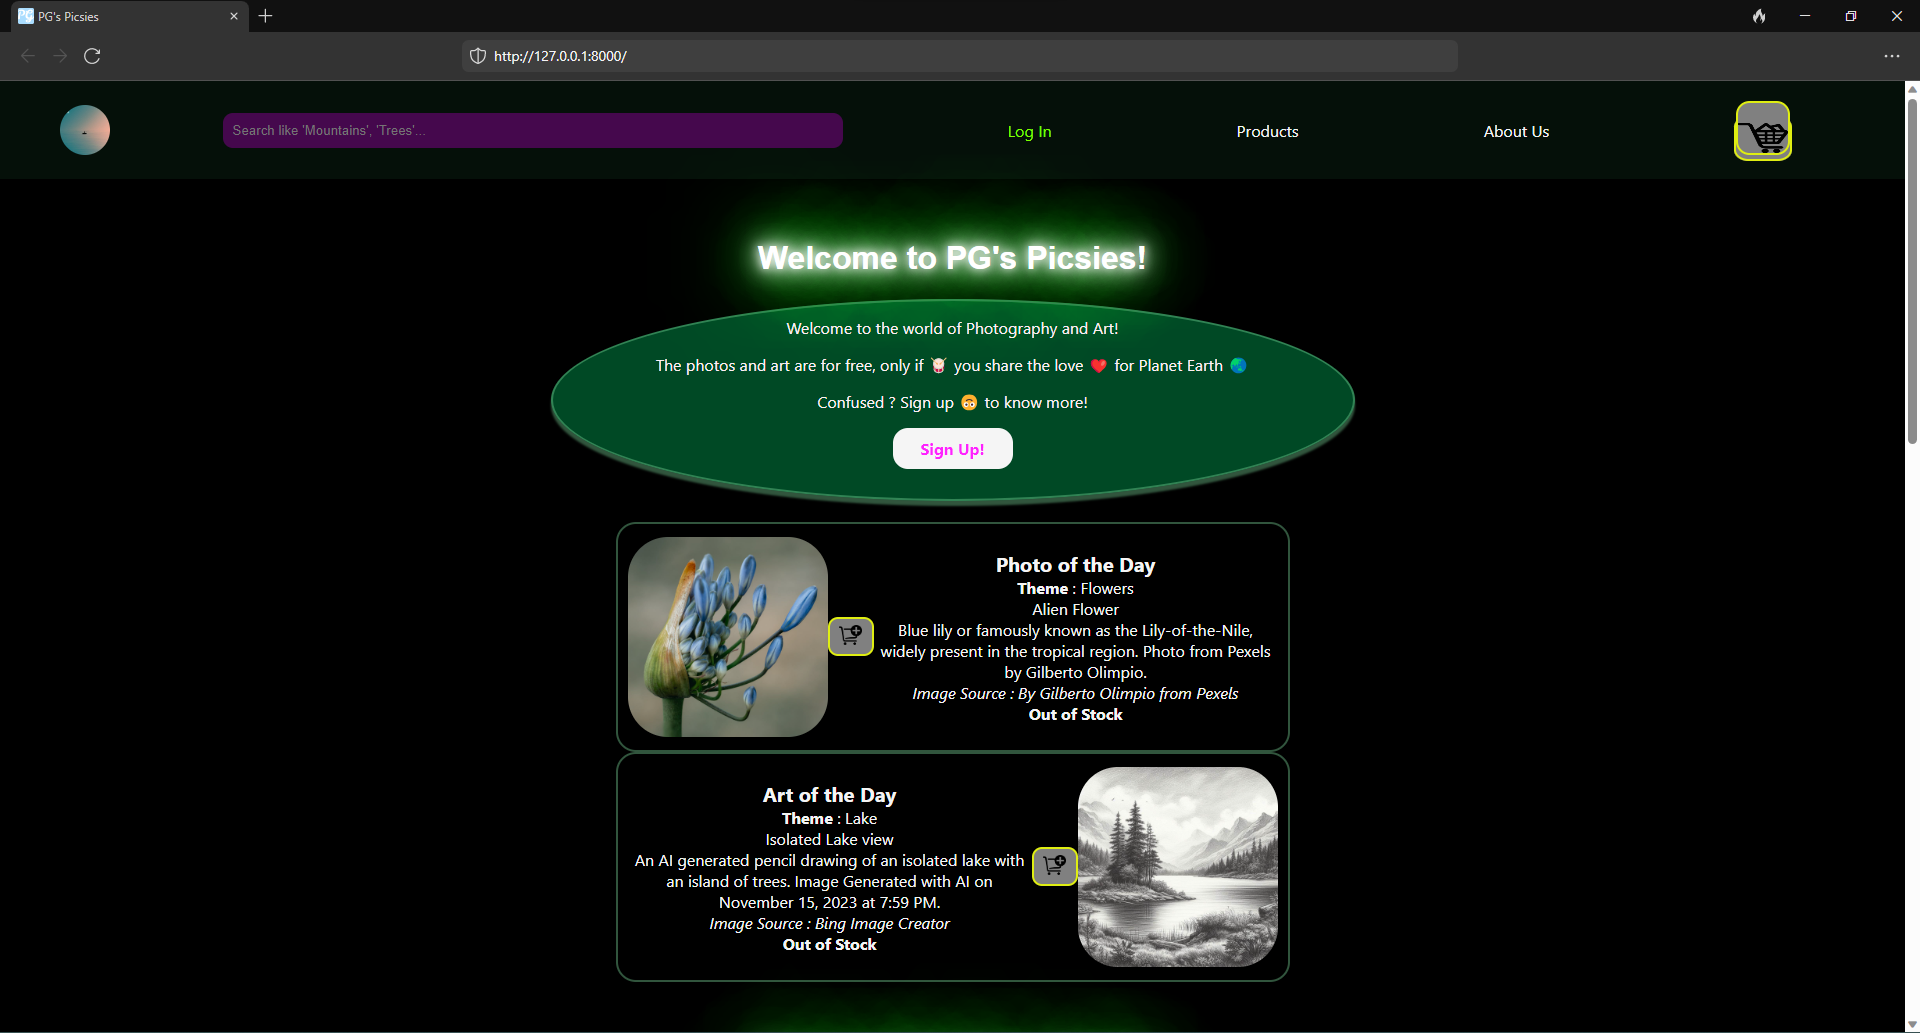 PG's Picsies
http://127.0.0.1:8000/
Search like 'Mountains', 'Trees'...
Log In
Products
About Us
Welcome to PG's Picsies!
Welcome to the world of Photography and Art!
The photos and art are for free, only if 🥡 you share the love ❤️ for Planet Earth 🌏
Confused ? Sign up 🙃 to know more!
Sign Up!
Photo of the Day
Theme : Flowers
Alien Flower
Blue lily or famously known as the Lily-of-the-Nile,
widely present in the tropical region. Photo from Pexels
by Gilberto Olimpio.
Image Source : By Gilberto Olimpio from Pexels
Out of Stock
Art of the Day
Theme : Lake
Isolated Lake view
An AI generated pencil drawing of an isolated lake with
an island of trees. Image Generated with AI on
November 15, 2023 at 7:59 PM.
Image Source : Bing Image Creator
Out of Stock